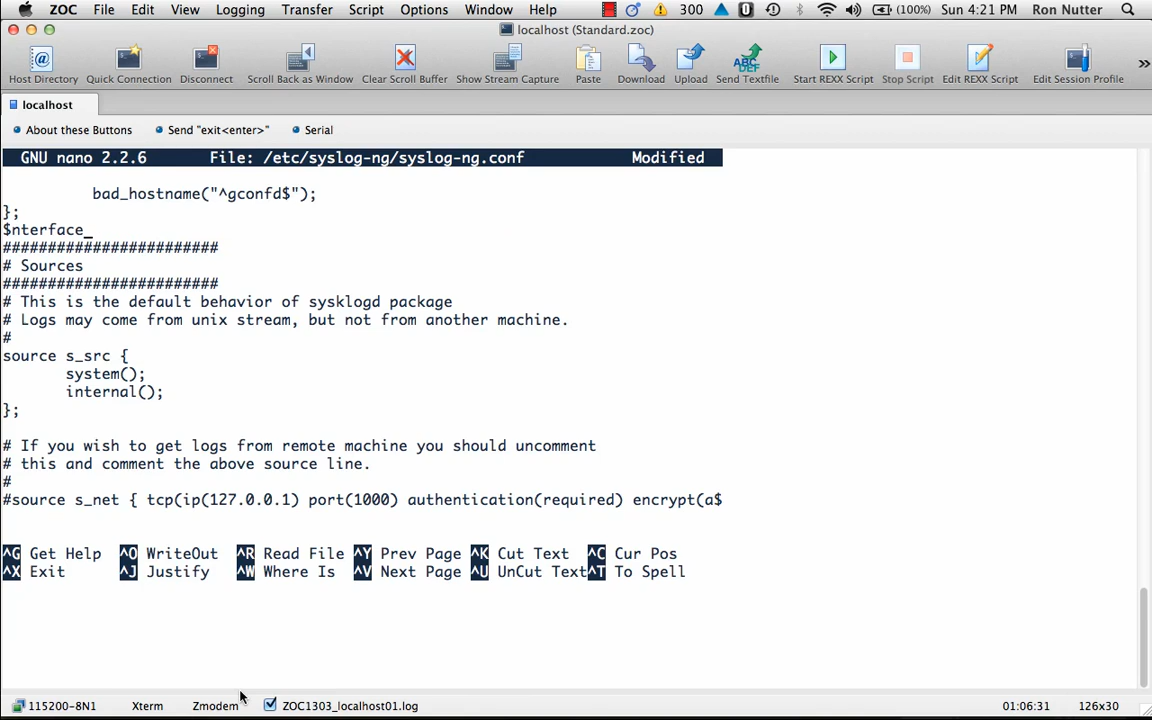 ZOC File Edit View Logging Transfer Script Options Window Help 300 (100%) Sun 4:21 PM Ron Nutter
localhost (Standard.zoc)
Host Directory Quick Connection Disconnect Scroll Back as Window Clear Scroll Buffer Show Stream Capture Paste Download Upload ABC DEF Send Textfile Start REXX Script Stop Script Edit REXX Script Edit Session Profile »
localhost
About these Buttons Send "exit<enter>" Serial
GNU nano 2.2.6 File: /etc/syslog-ng/syslog-ng.conf Modified
bad_hostname("^gconfd$");
};
$nterface_
########################
# Sources
########################
# This is the default behavior of sysklogd package
# Logs may come from unix stream, but not from another machine.
#
source s_src {
system();
internal();
};
# If you wish to get logs from remote machine you should uncomment
# this and comment the above source line.
#
#source s_net { tcp(ip(127.0.0.1) port(1000) authentication(required) encrypt(a$
^G Get Help ^O WriteOut ^R Read File ^Y Prev Page ^K Cut Text ^C Cur Pos
^X Exit ^J Justify ^W Where Is ^V Next Page ^U UnCut Text ^T To Spell
115200-8N1 Xterm Zmodem ZOC1303_localhost01.log 01:06:31 126x30